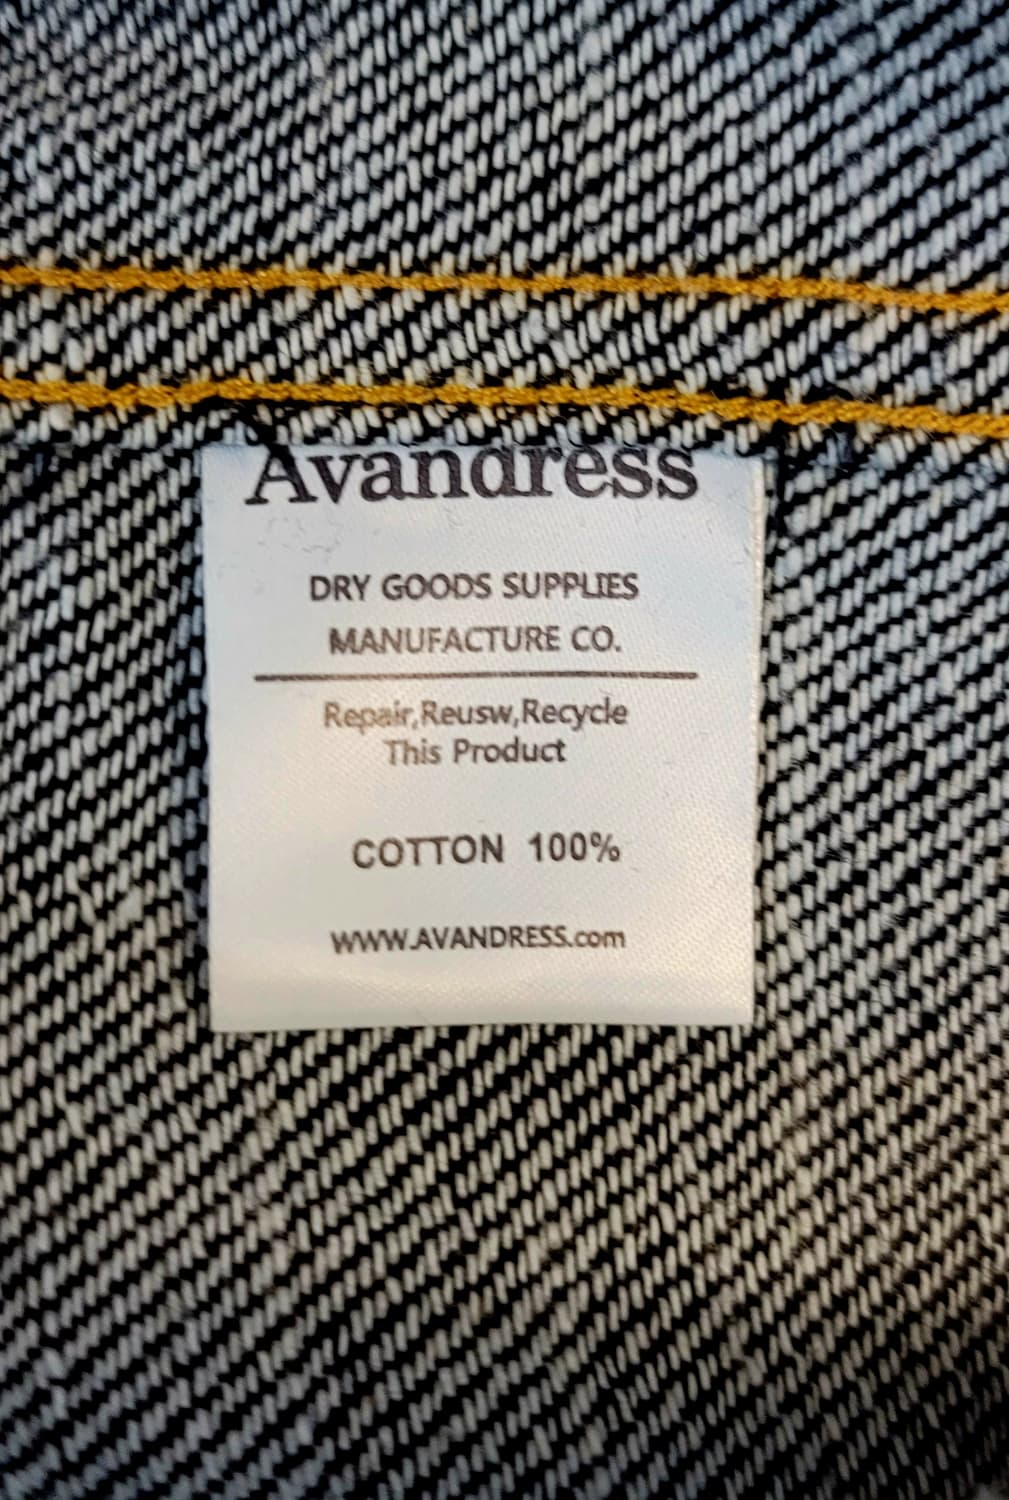 Avandress
DRY GOODS SUPPLIES
MANUFACTURE CO.
Repair,Reusw,Recycle
This Product
COTTON 100%
WWW.AVANDRESS.com